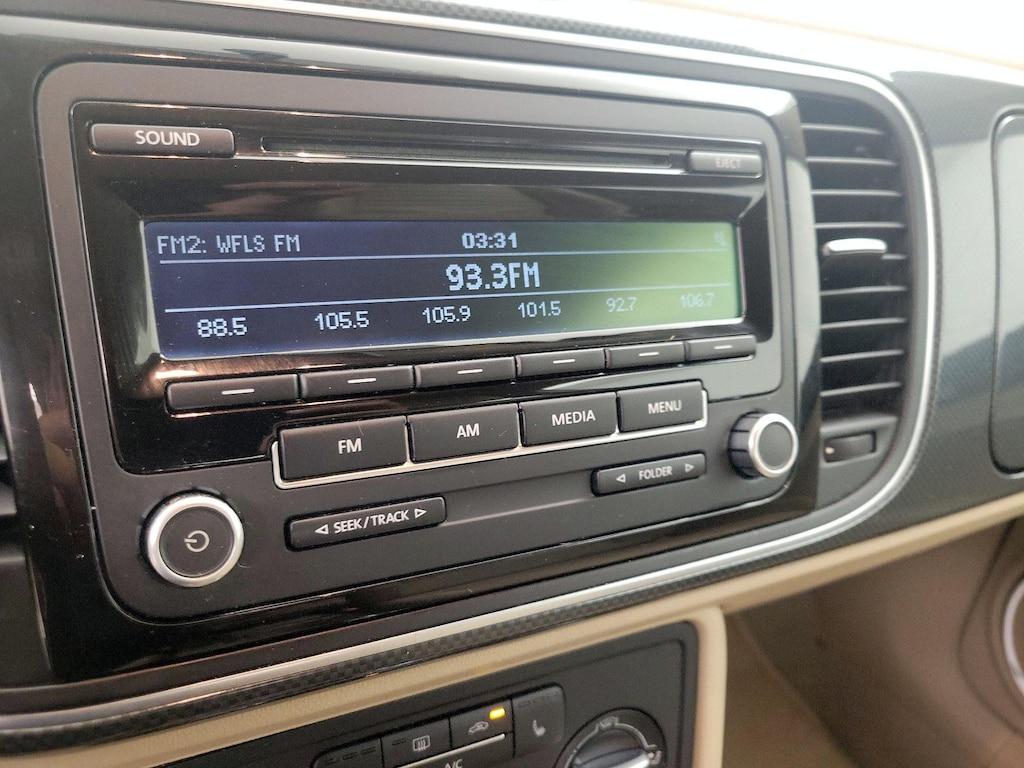 SOUND
EJECT
FM2: WFLS FM 03:31
93.3FM
88.5 105.5 105.9 101.5 92.7 106.7
FM AM MEDIA MENU
◁ SEEK/TRACK ▷ ◁ FOLDER ▷
A/C